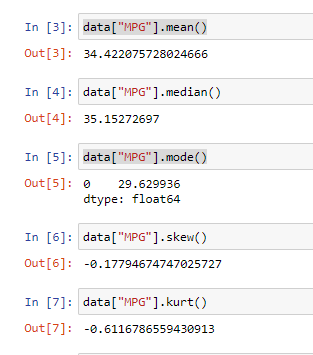 In [3]: data["MPG"].mean()
Out[3]: 34.422075728024666
In [4]: data["MPG"].median()
Out[4]: 35.15272697
In [5]: data["MPG"].mode()
Out[5]: 0    29.629936
dtype: float64
In [6]: data["MPG"].skew()
Out[6]: -0.17794674747025727
In [7]: data["MPG"].kurt()
Out[7]: -0.6116786559430913